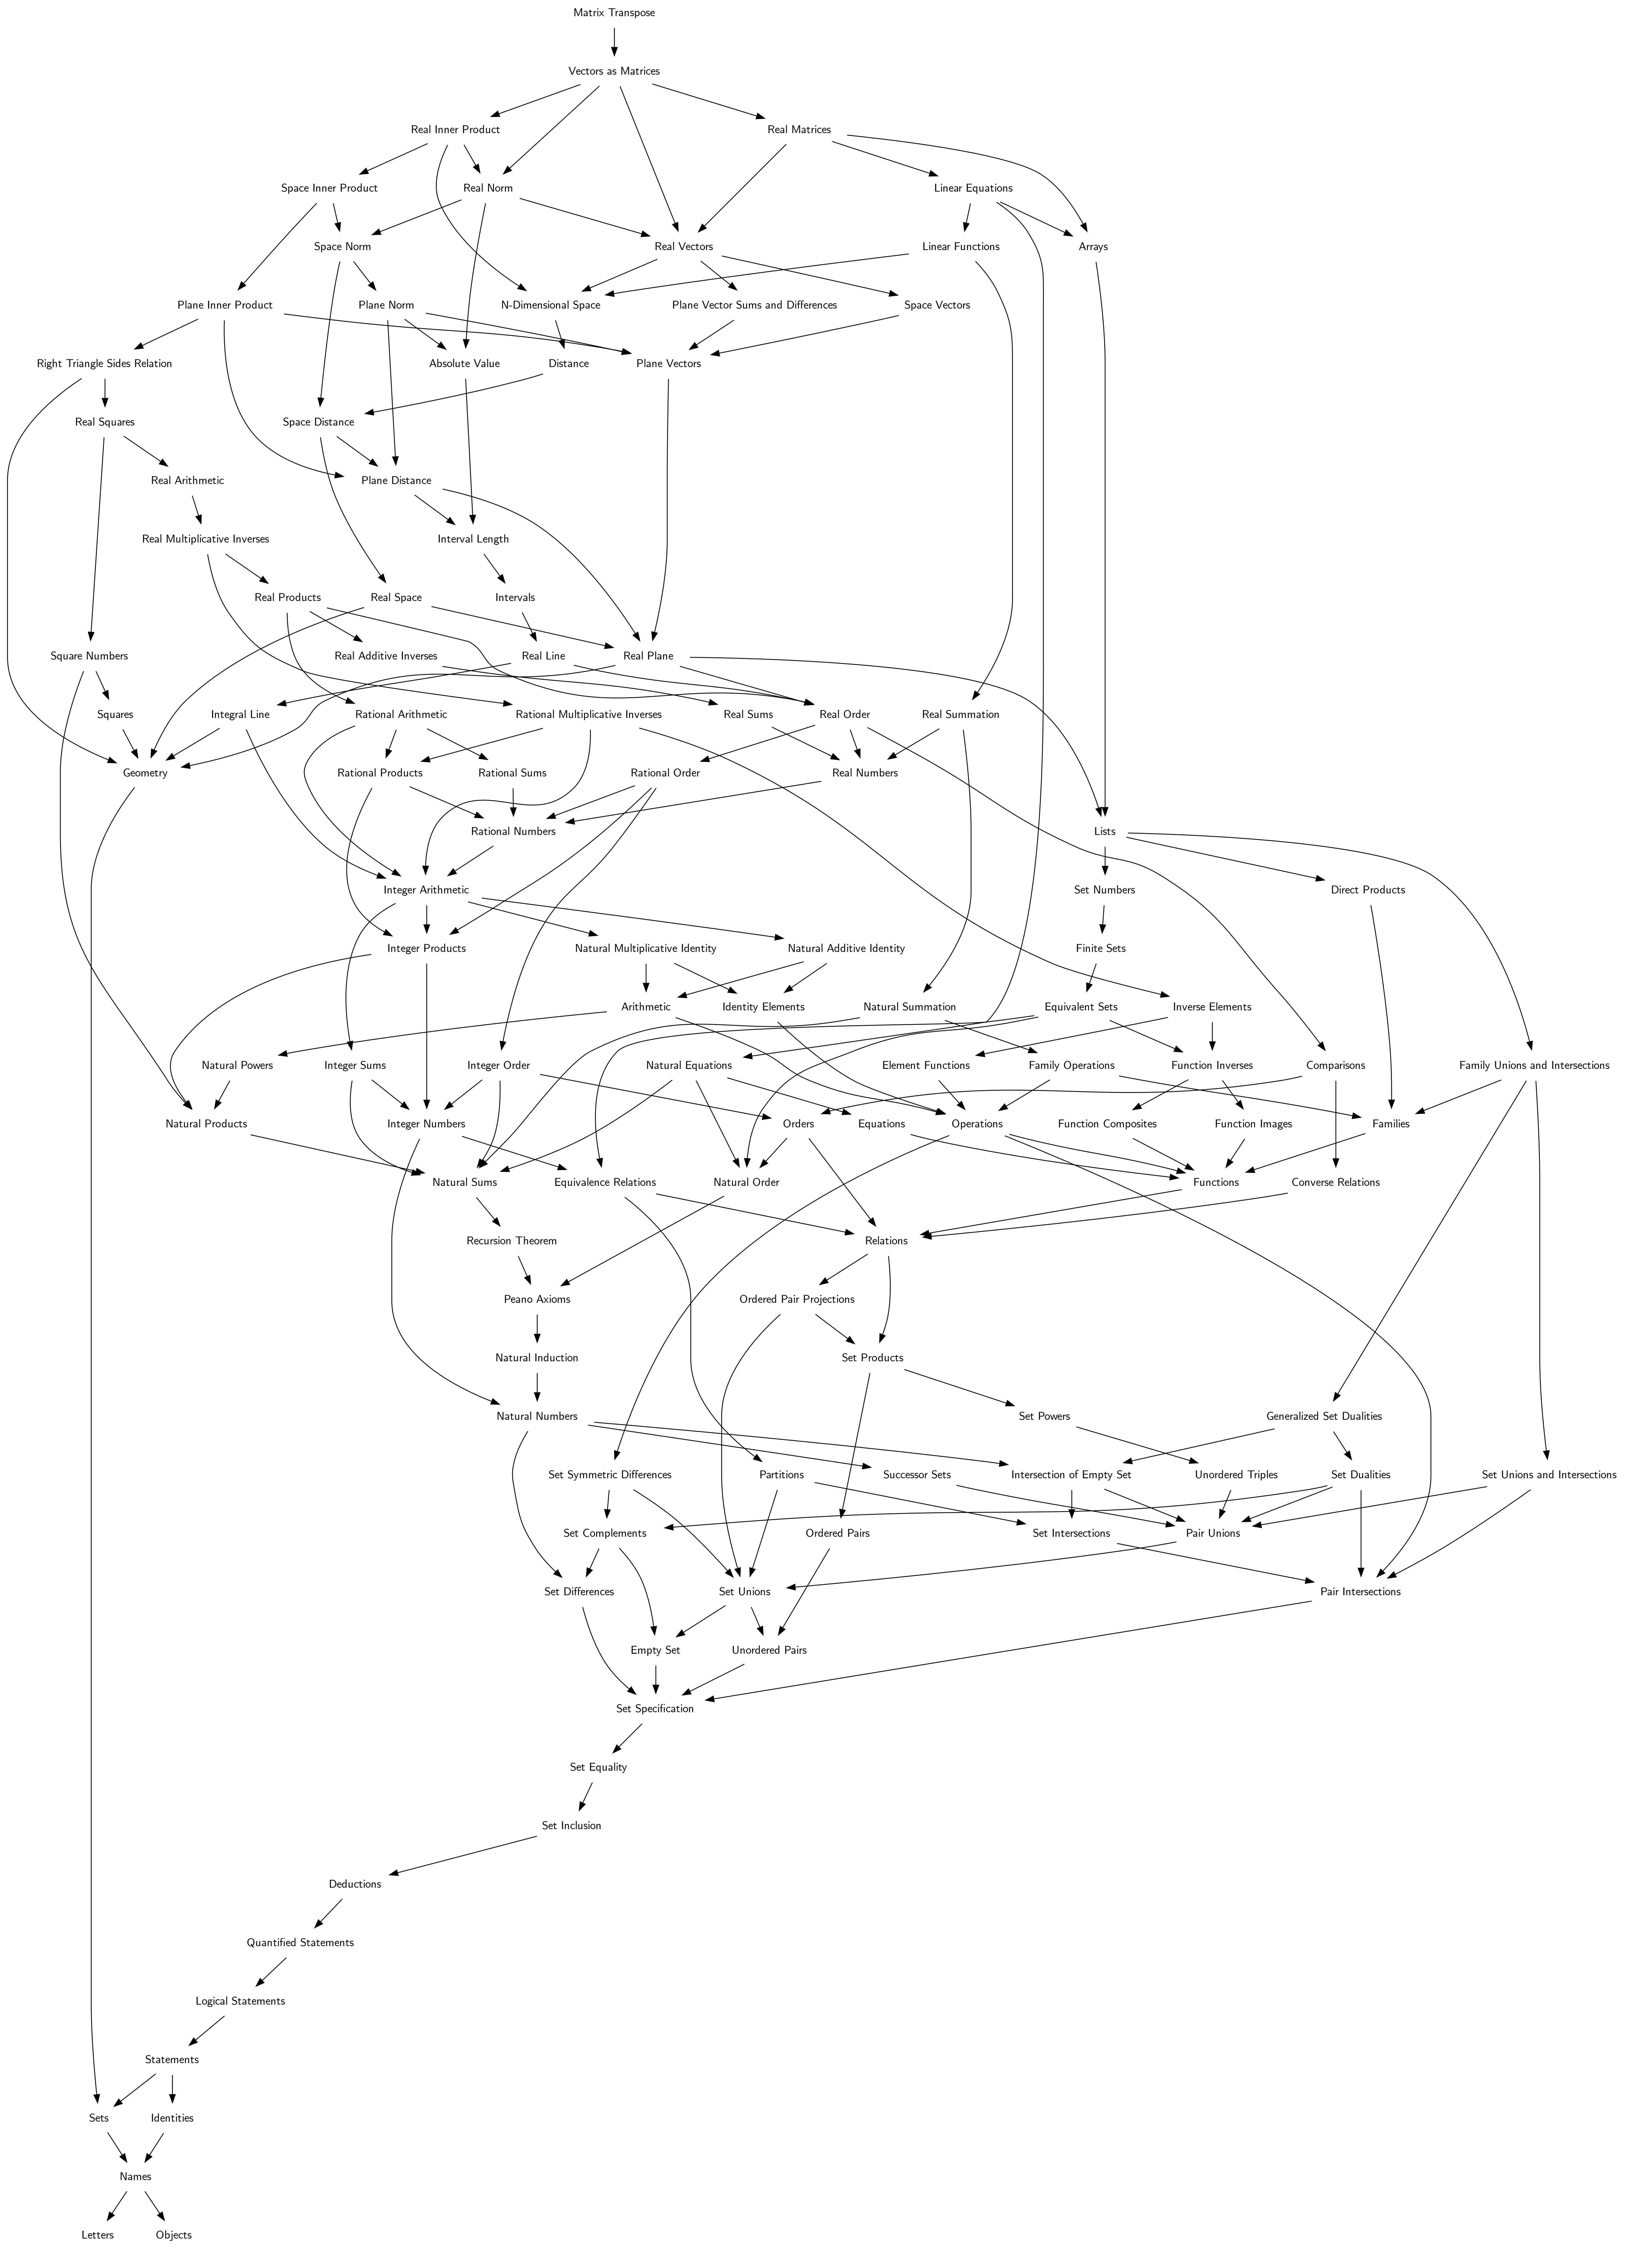 Matrix Transpose
Vectors as Matrices
Real Inner Product
Real Matrices
Space Inner Product
Real Norm
Linear Equations
Space Norm
Real Vectors
Linear Functions
Arrays
Plane Inner Product
Plane Norm
N-Dimensional Space
Plane Vector Sums and Differences
Space Vectors
Right Triangle Sides Relation
Absolute Value
Distance
Plane Vectors
Real Squares
Space Distance
Real Arithmetic
Plane Distance
Real Multiplicative Inverses
Interval Length
Real Products
Real Space
Intervals
Square Numbers
Real Additive Inverses
Real Line
Real Plane
Squares
Integral Line
Rational Arithmetic
Rational Multiplicative Inverses
Real Sums
Real Order
Real Summation
Geometry
Rational Products
Rational Sums
Rational Order
Real Numbers
Rational Numbers
Lists
Integer Arithmetic
Set Numbers
Direct Products
Integer Products
Natural Multiplicative Identity
Natural Additive Identity
Finite Sets
Arithmetic
Identity Elements
Natural Summation
Equivalent Sets
Inverse Elements
Natural Powers
Integer Sums
Integer Order
Natural Equations
Element Functions
Family Operations
Function Inverses
Comparisons
Family Unions and Intersections
Natural Products
Integer Numbers
Orders
Equations
Operations
Function Composites
Function Images
Families
Natural Sums
Equivalence Relations
Natural Order
Functions
Converse Relations
Recursion Theorem
Relations
Peano Axioms
Ordered Pair Projections
Natural Induction
Set Products
Natural Numbers
Set Powers
Generalized Set Dualities
Set Symmetric Differences
Partitions
Successor Sets
Intersection of Empty Set
Unordered Triples
Set Dualities
Set Unions and Intersections
Set Complements
Ordered Pairs
Set Intersections
Pair Unions
Set Differences
Set Unions
Pair Intersections
Empty Set
Unordered Pairs
Set Specification
Set Equality
Set Inclusion
Deductions
Quantified Statements
Logical Statements
Statements
Sets
Identities
Names
Letters
Objects